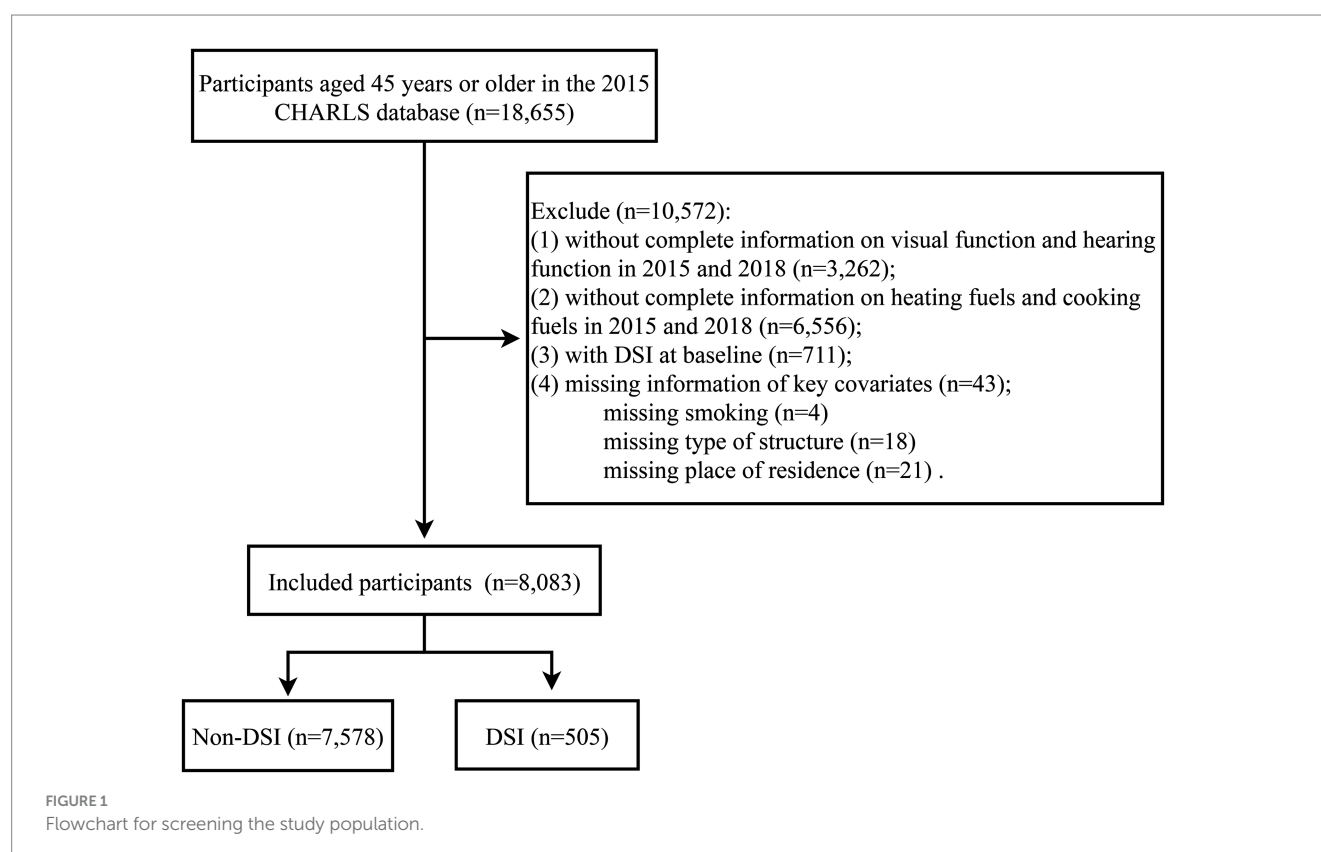 Participants aged 45 years or older in the 2015
CHARLS database (n=18,655)
Exclude (n=10,572):
(1) without complete information on visual function and hearing
function in 2015 and 2018 (n=3,262);
(2) without complete information on heating fuels and cooking
fuels in 2015 and 2018 (n=6,556);
(3) with DSI at baseline (n=711);
(4) missing information of key covariates (n=43);
missing smoking (n=4)
missing type of structure (n=18)
missing place of residence (n=21) .
Included participants (n=8,083)
Non-DSI (n=7,578)
DSI (n=505)
FIGURE 1
Flowchart for screening the study population.